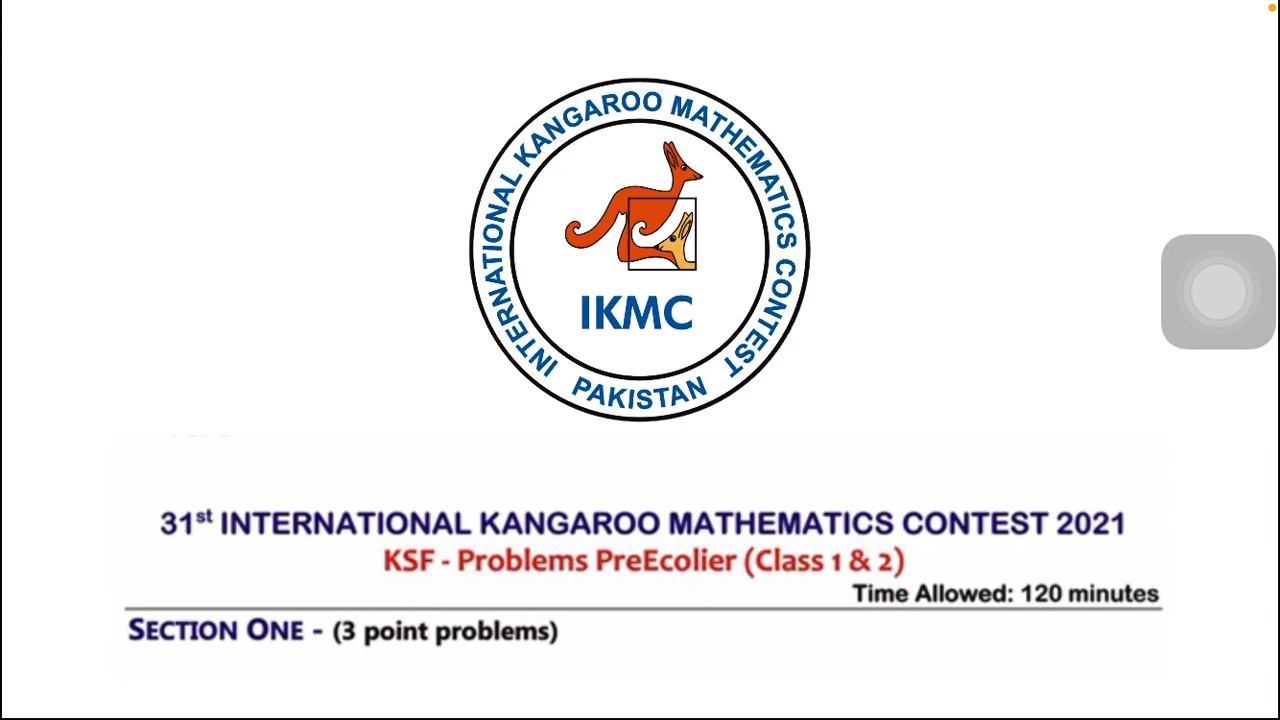 INTERNATIONAL KANGAROO MATHEMATICS CONTEST
IKMC
PAKISTAN
31st INTERNATIONAL KANGAROO MATHEMATICS CONTEST 2021
KSF - Problems PreEcolier (Class 1 & 2)
Time Allowed: 120 minutes
SECTION ONE - (3 point problems)